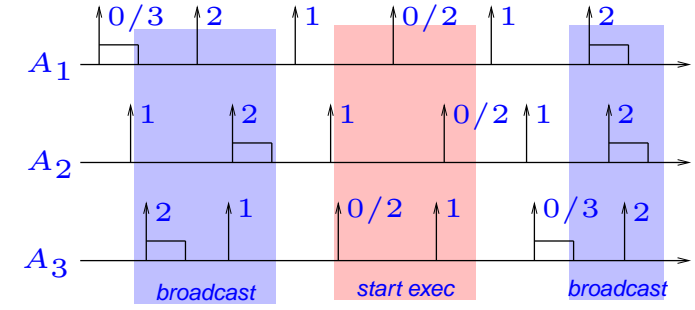 0/3 2 1 0/2 1 2
A1
1 2 1 0/2 1 2
A2
2 1 0/2 1 0/3 2
A3
broadcast start exec broadcast